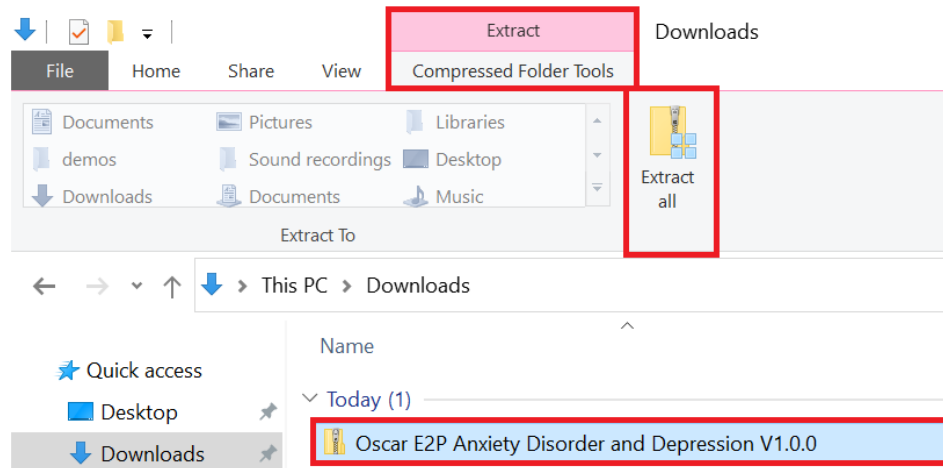 Extract Downloads
File Home Share View Compressed Folder Tools
Documents Pictures Libraries
demos Sound recordings Desktop
Downloads Documents Music
Extract
all
Extract To
This PC > Downloads
Name
Quick access
Today (1)
Desktop
Oscar E2P Anxiety Disorder and Depression V1.0.0
Downloads